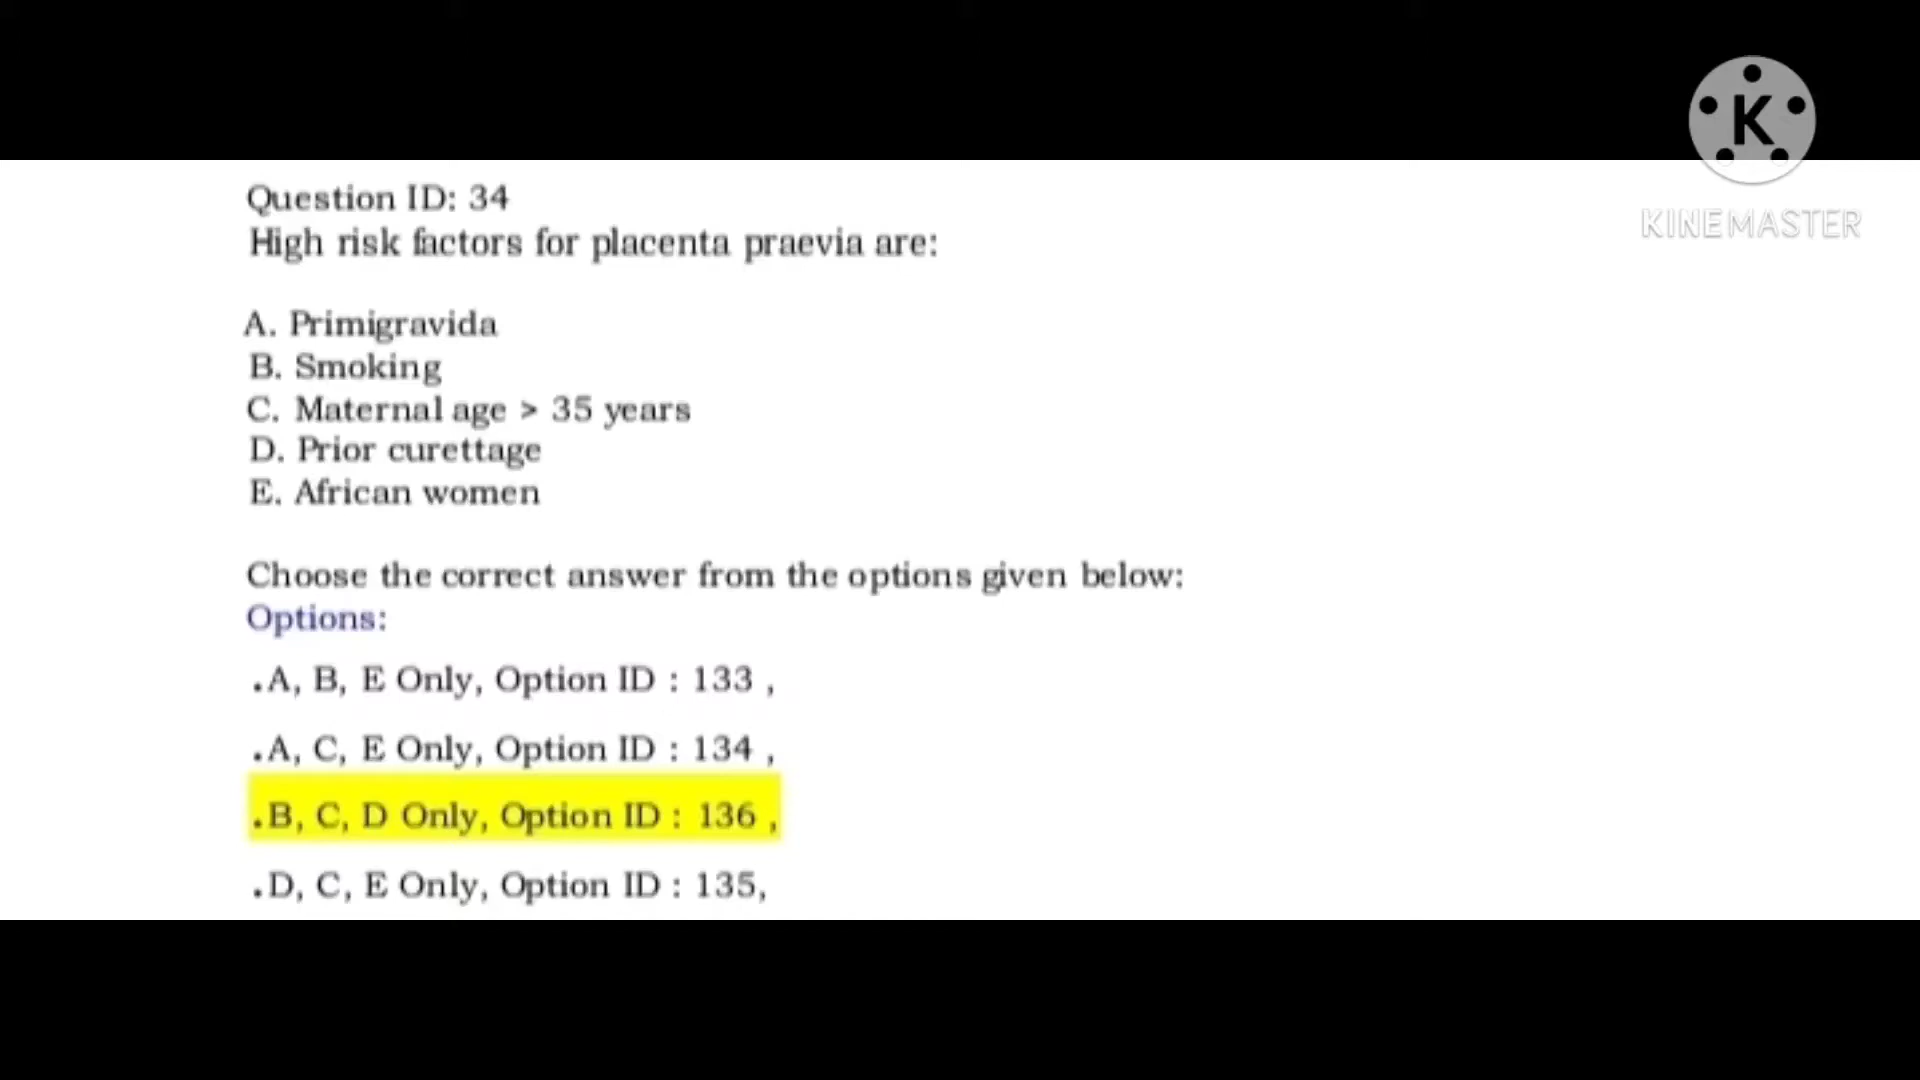 K
KINEMASTER
Question ID: 34
High risk factors for placenta praevia are:
A. Primigravida
B. Smoking
C. Maternal age > 35 years
D. Prior curettage
E. African women
Choose the correct answer from the options given below:
Options:
.A, B, E Only, Option ID : 133 ,
.A, C, E Only, Option ID : 134 ,
.B, C, D Only, Option ID : 136 ,
.D, C, E Only, Option ID : 135,